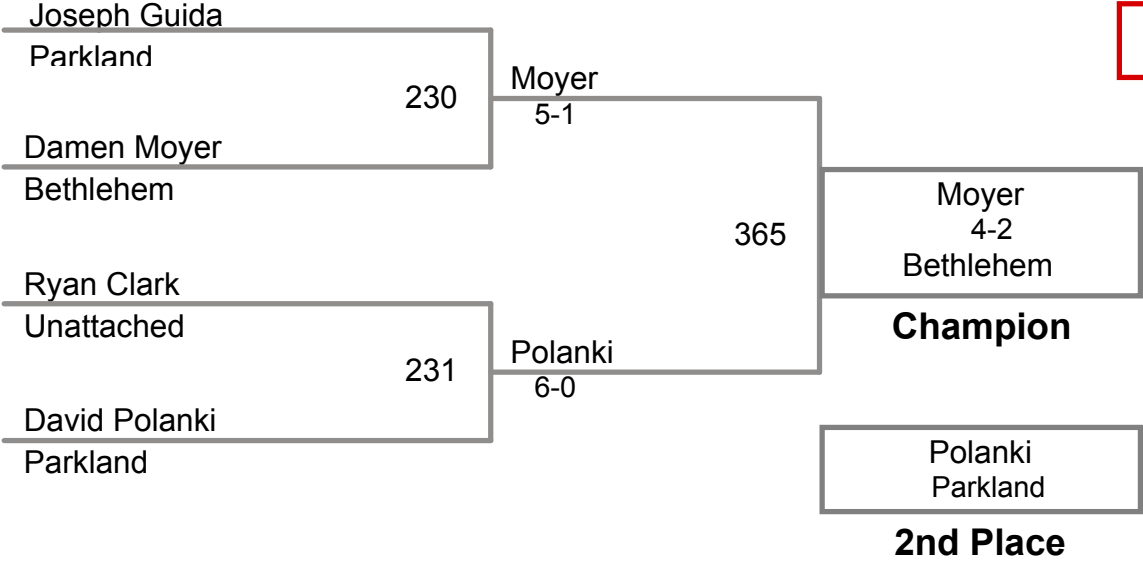 Joseph Guida
Parkland
230
Moyer
5-1
Damen Moyer
Bethlehem
365
Moyer
4-2
Bethlehem
Champion
Ryan Clark
Unattached
231
Polanki
6-0
David Polanki
Parkland
Polanki
Parkland
2nd Place